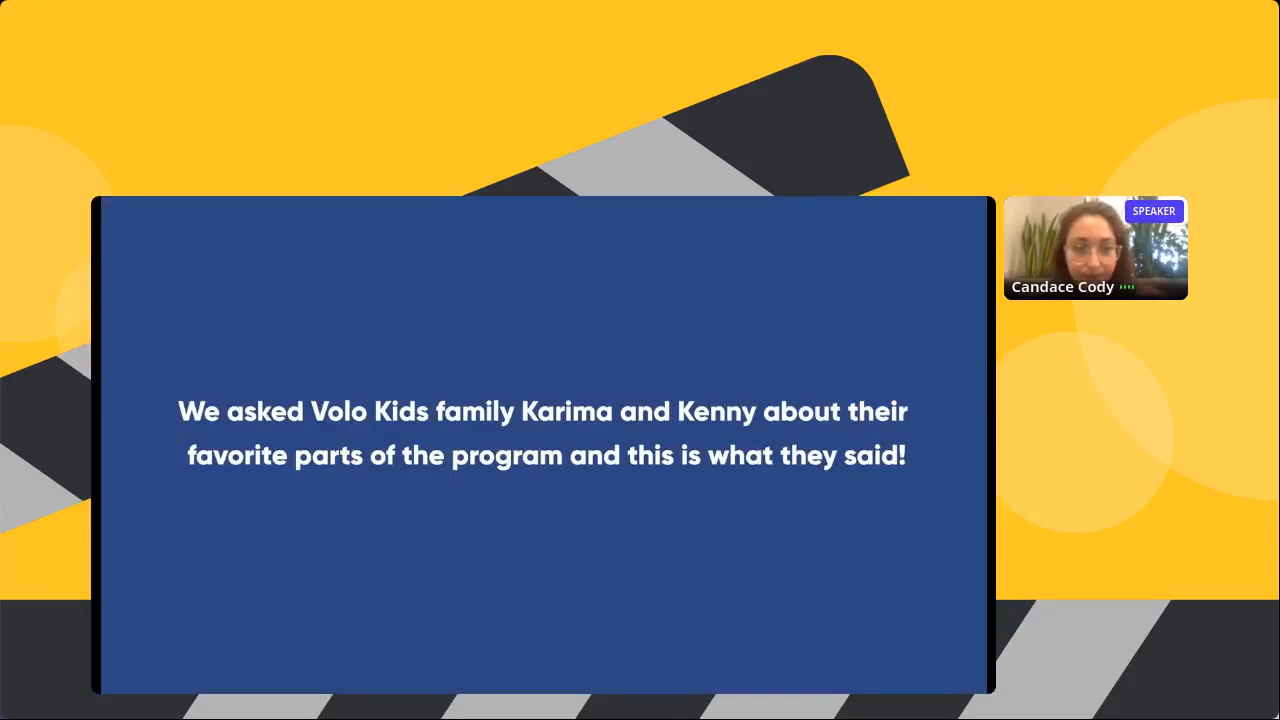 SPEAKER
Candace Cody
We asked Volo Kids family Karima and Kenny about their
favorite parts of the program and this is what they said!